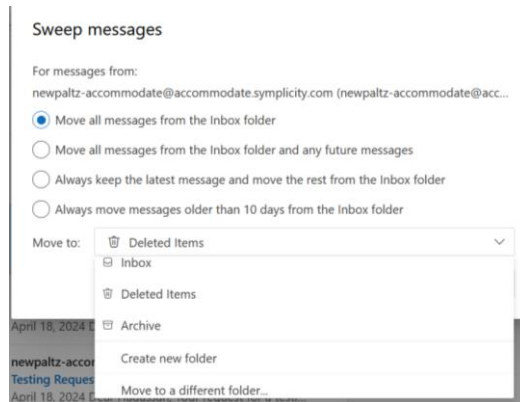 Sweep messages
For messages from:
newpaltz-accommodate@accommodate.symplicity.com (newpaltz-accommodate@acc...
Move all messages from the Inbox folder
Move all messages from the Inbox folder and any future messages
Always keep the latest message and move the rest from the Inbox folder
Always move messages older than 10 days from the Inbox folder
Move to: Deleted Items
Inbox
Deleted Items
Archive
April 18, 2024 D
Create new folder
newpaltz-accor
Testing Reques
Move to a different folder...
April 18, 2024